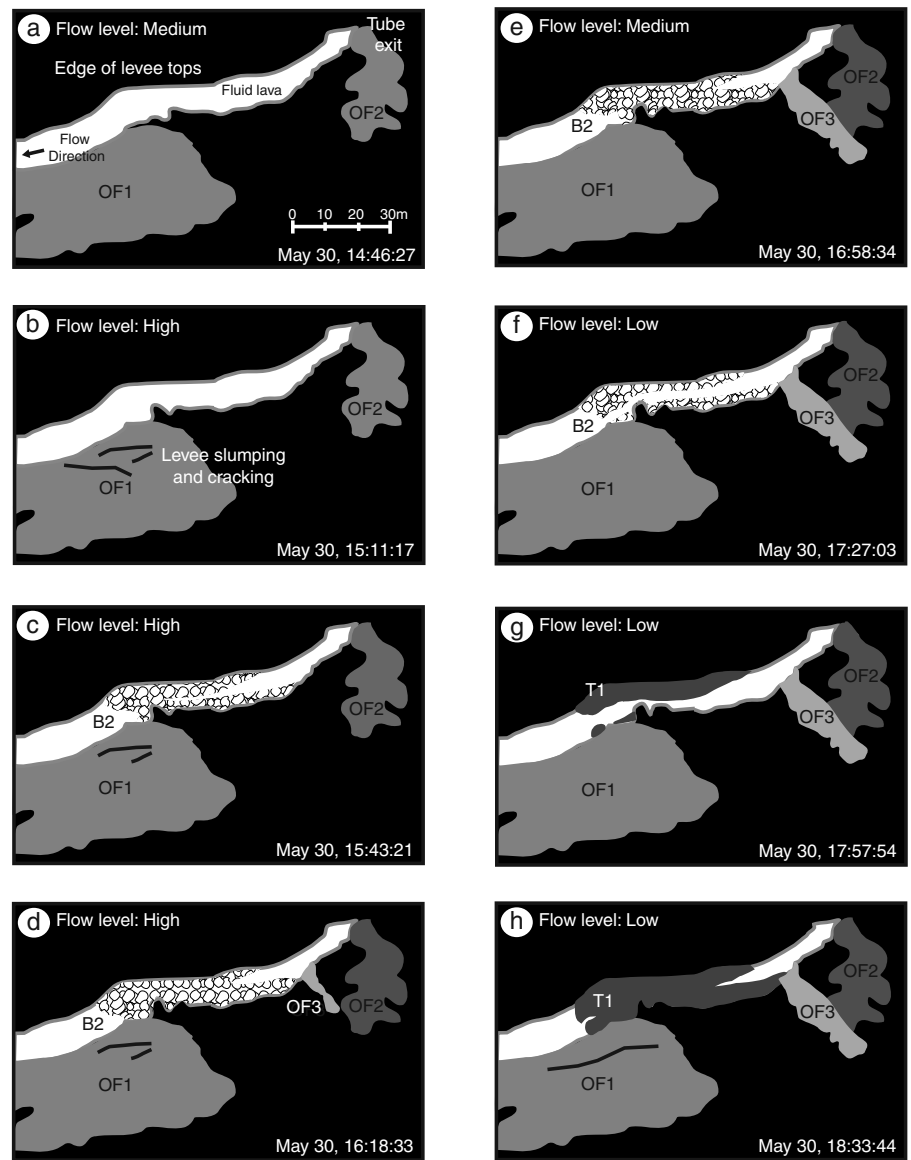 a Flow level: Medium
Tube
exit
Edge of levee tops
Fluid lava
OF2
Flow
Direction
OF1
0 10 20 30m
May 30, 14:46:27
b Flow level: High
OF2
Levee slumping
and cracking
OF1
May 30, 15:11:17
c Flow level: High
OF2
B2
OF1
May 30, 15:43:21
d Flow level: High
OF3
OF2
B2
OF1
May 30, 16:18:33
e Flow level: Medium
OF2
OF3
B2
OF1
May 30, 16:58:34
f Flow level: Low
OF2
OF3
B2
OF1
May 30, 17:27:03
g Flow level: Low
OF2
T1
OF3
OF1
May 30, 17:57:54
h Flow level: Low
OF2
T1
OF3
OF1
May 30, 18:33:44